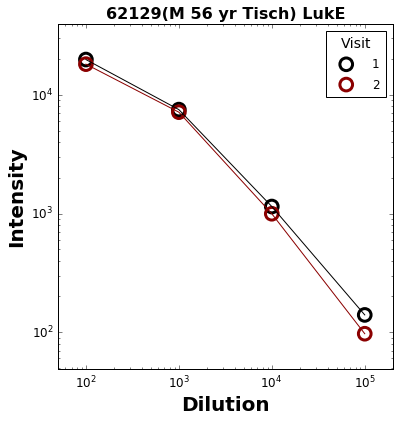 62129(M 56 yr Tisch) LukE
Visit
1
2
Intensity
10⁴
10³
10²
10² 10³ 10⁴ 10⁵
Dilution